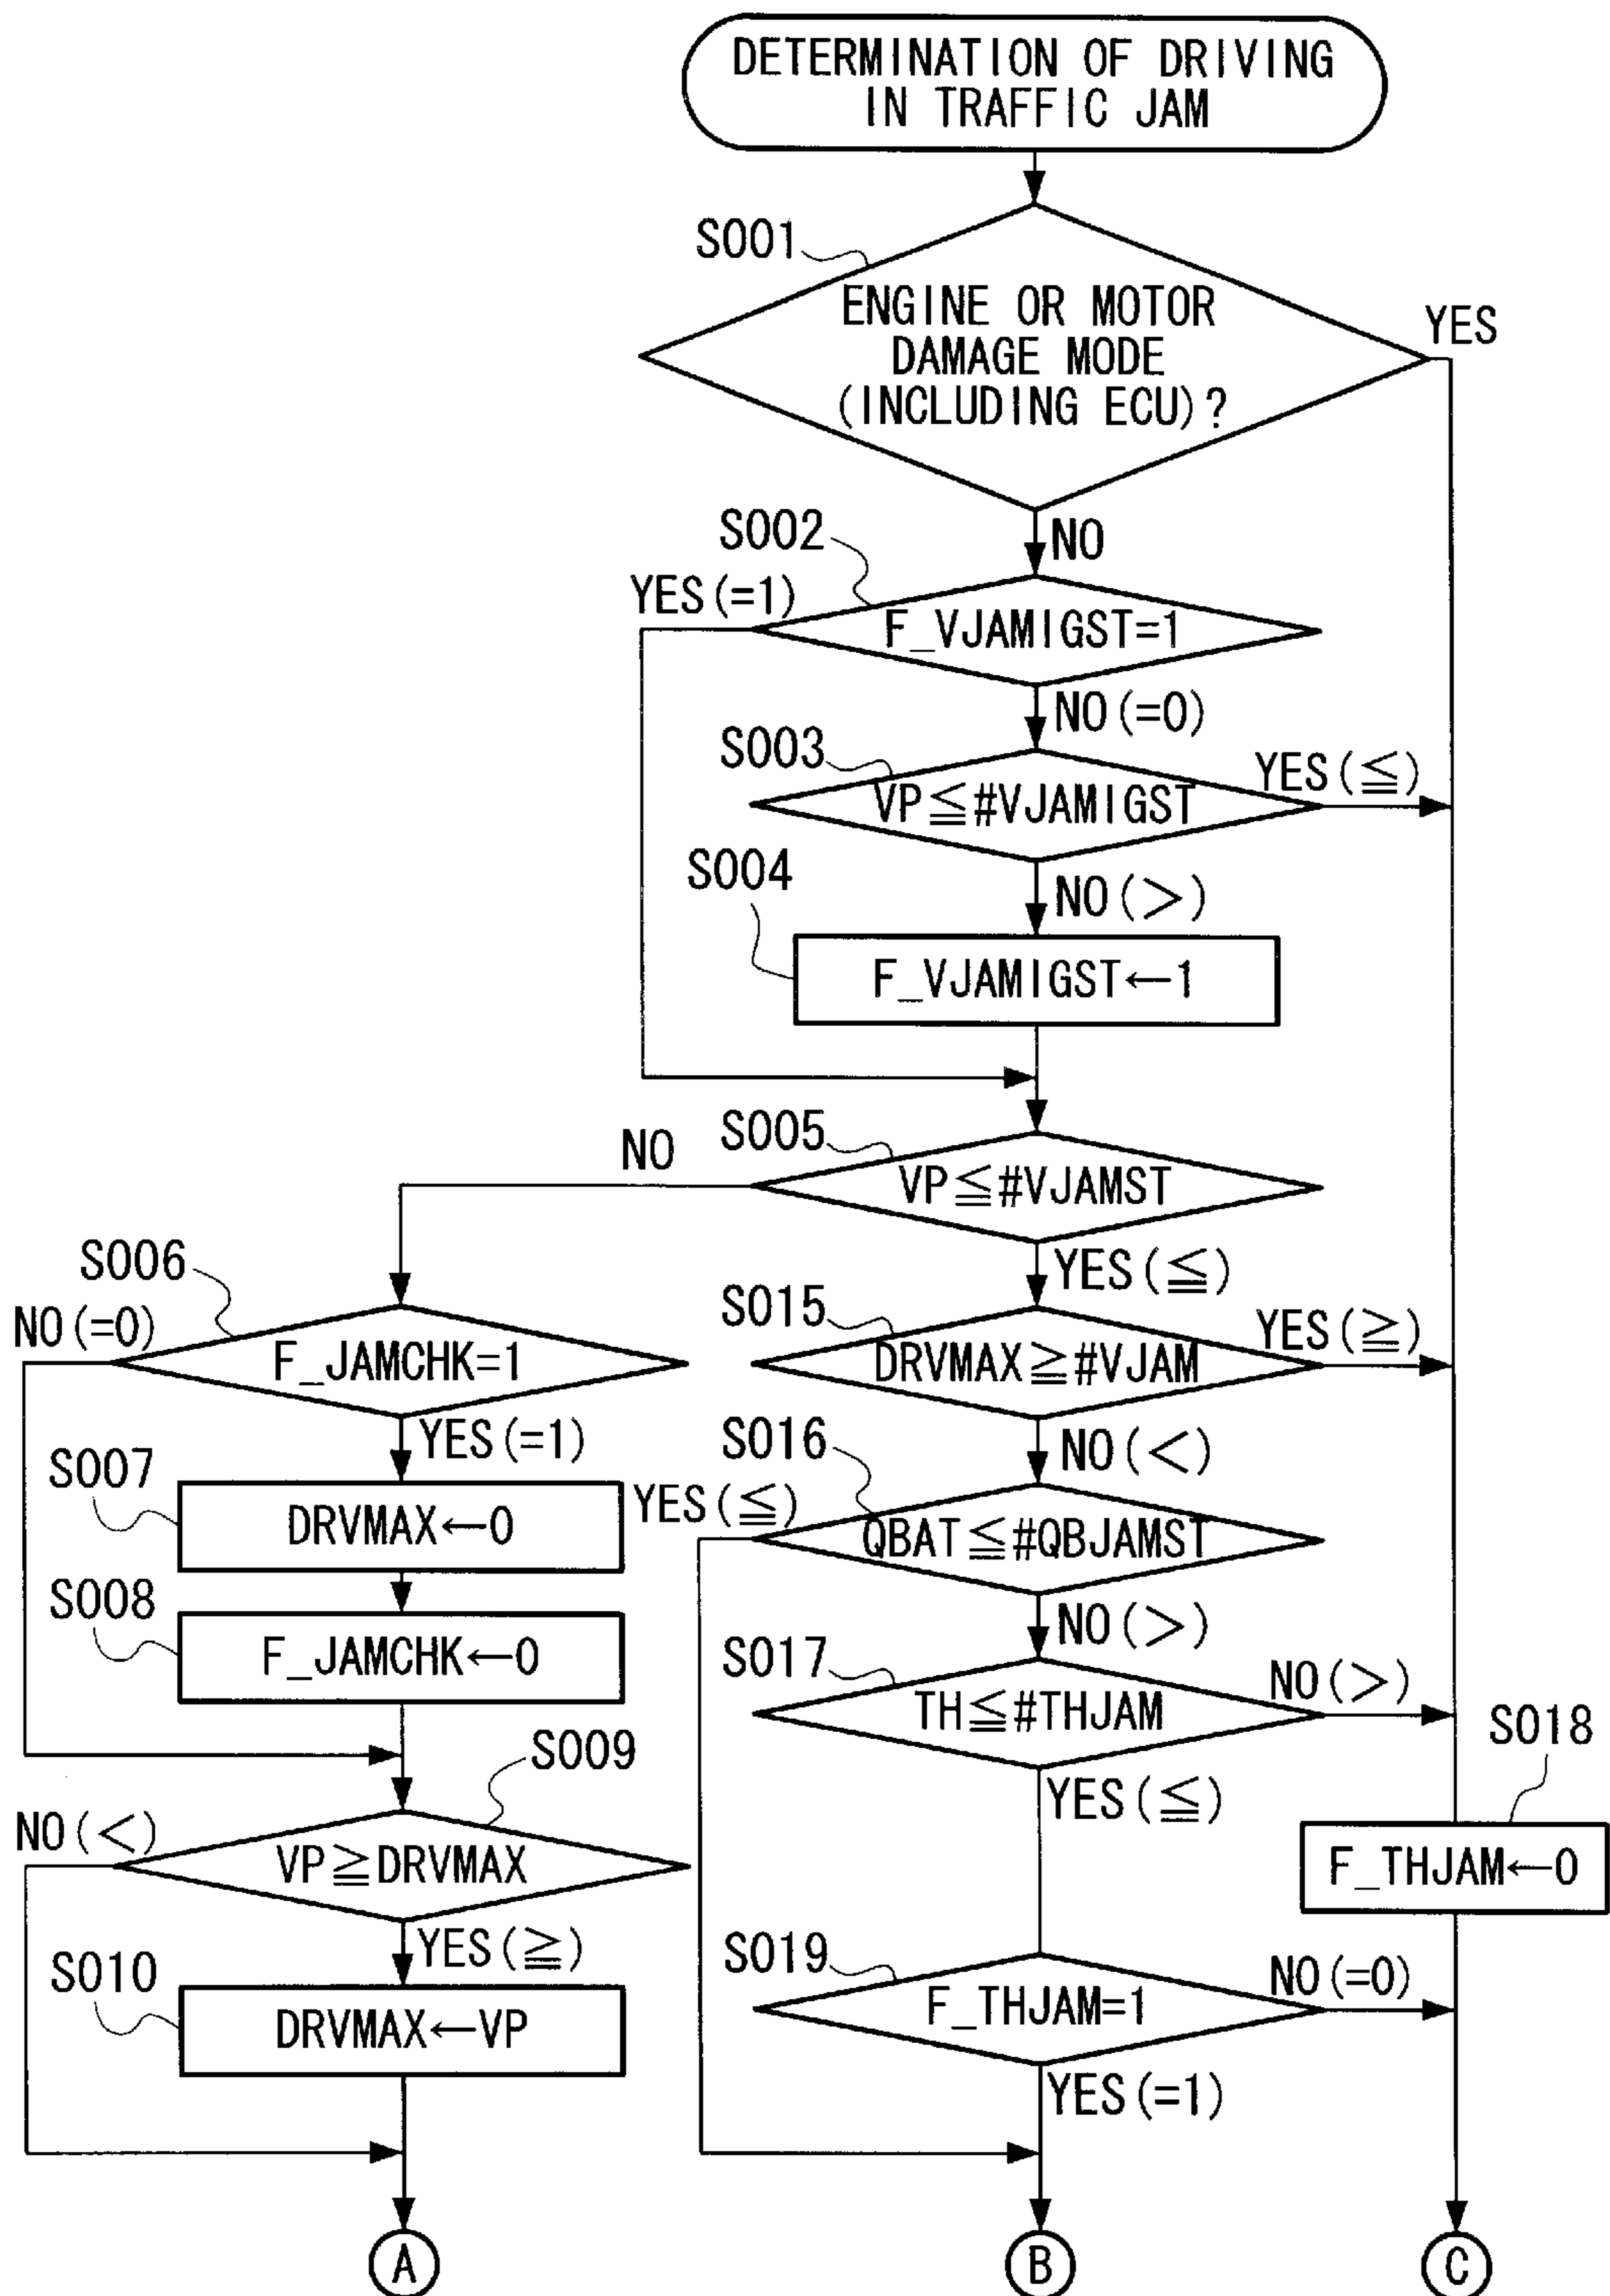 DETERMINATION OF DRIVING
IN TRAFFIC JAM
S001
ENGINE OR MOTOR
DAMAGE MODE
(INCLUDING ECU)?
YES
NO
S002
YES(=1)
F_VJAMIGST=1
NO(=0)
S003
VP≦#VJAMIGST
YES(≦)
NO(>)
S004
F_VJAMIGST←1
S005
NO
VP≦#VJAMST
YES(≦)
S006
NO(=0)
F_JAMCHK=1
YES(=1)
S007
DRVMAX←0
S008
F_JAMCHK←0
S009
NO(<)
VP≧DRVMAX
YES(≧)
S010
DRVMAX←VP
A
S015
DRVMAX≧#VJAM
YES(≧)
NO(<)
S016
YES(≦)
QBAT≦#QBJAMST
NO(>)
S017
TH≦#THJAM
NO(>)
YES(≦)
S018
F_THJAM←0
S019
F_THJAM=1
NO(=0)
YES(=1)
B
C